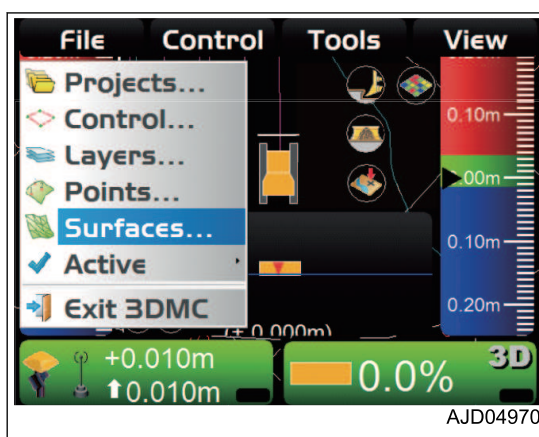 File Control Tools View
Projects...
Control...
Layers...
Points...
Surfaces...
Active
Exit 3DMC
0.10m
.00m
0.10m
0.20m
(± 0.000m)
+0.010m
0.010m
0.0%
3D
AJD04970